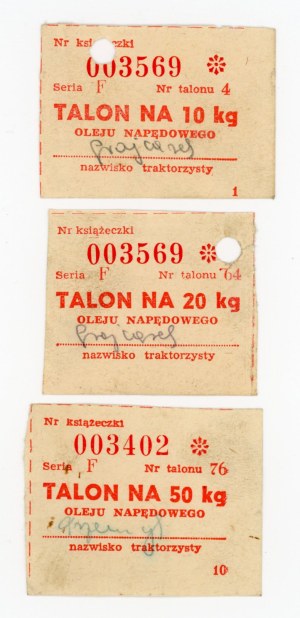 Nr książeczki
003569 ❊
Seria F Nr talonu 4
TALON NA 10 kg
OLEJU NAPĘDOWEGO
nazwisko traktorzysty
1
Nr książeczki
003569 ❊
Seria F Nr talonu 64
TALON NA 20 kg
OLEJU NAPĘDOWEGO
nazwisko traktorzysty
Nr książeczki
003402 ❊
Seria F Nr talonu 76
TALON NA 50 kg
OLEJU NAPĘDOWEGO
nazwisko traktorzysty
10